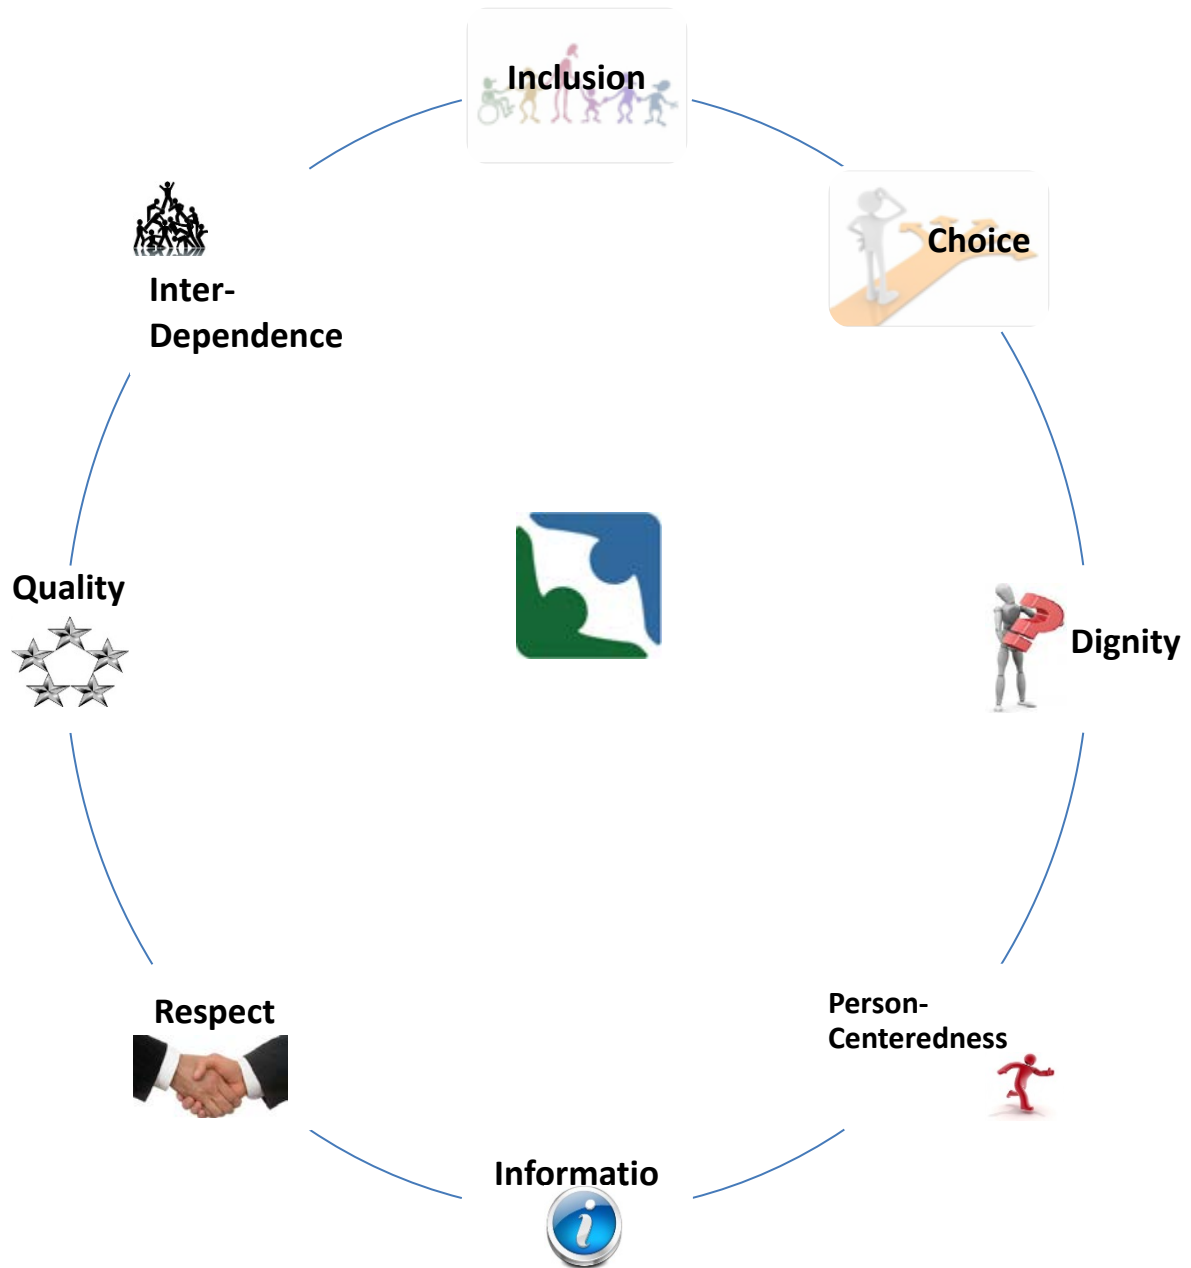 Inclusion
Choice
Inter-
Dependence
Quality
Dignity
Respect
Person-
Centeredness
Informatio
i